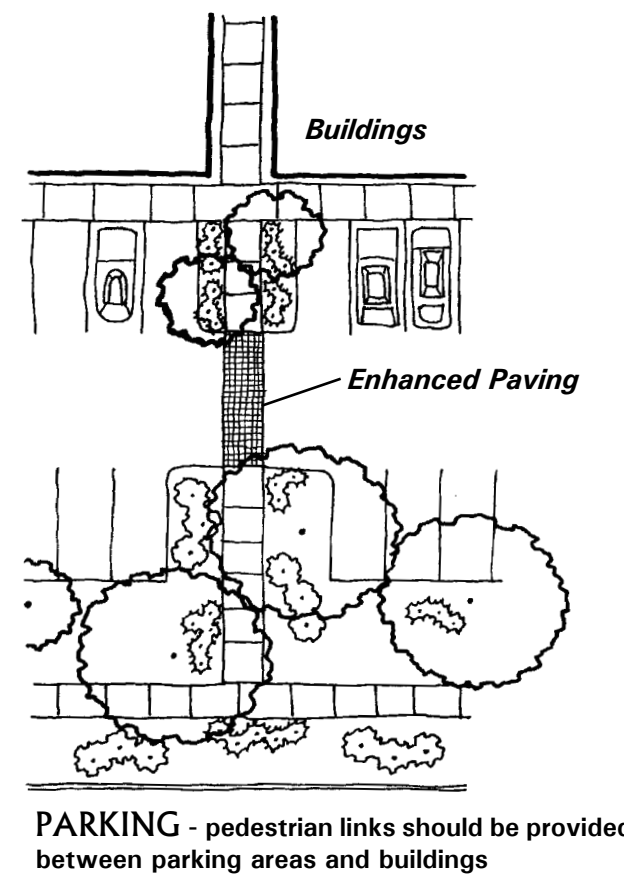 Buildings
Enhanced Paving
PARKING - pedestrian links should be provided
between parking areas and buildings